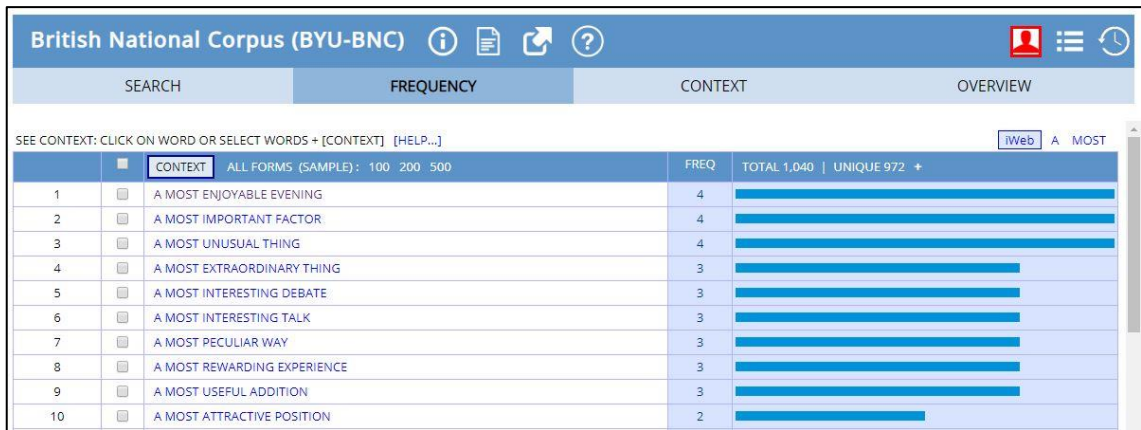 British National Corpus (BYU-BNC)
SEARCH FREQUENCY CONTEXT OVERVIEW
SEE CONTEXT: CLICK ON WORD OR SELECT WORDS + [CONTEXT] [HELP...] iWeb A MOST
CONTEXT ALL FORMS (SAMPLE): 100 200 500 FREQ TOTAL 1,040 | UNIQUE 972 +
1 A MOST ENJOYABLE EVENING 4
2 A MOST IMPORTANT FACTOR 4
3 A MOST UNUSUAL THING 4
4 A MOST EXTRAORDINARY THING 3
5 A MOST INTERESTING DEBATE 3
6 A MOST INTERESTING TALK 3
7 A MOST PECULIAR WAY 3
8 A MOST REWARDING EXPERIENCE 3
9 A MOST USEFUL ADDITION 3
10 A MOST ATTRACTIVE POSITION 2